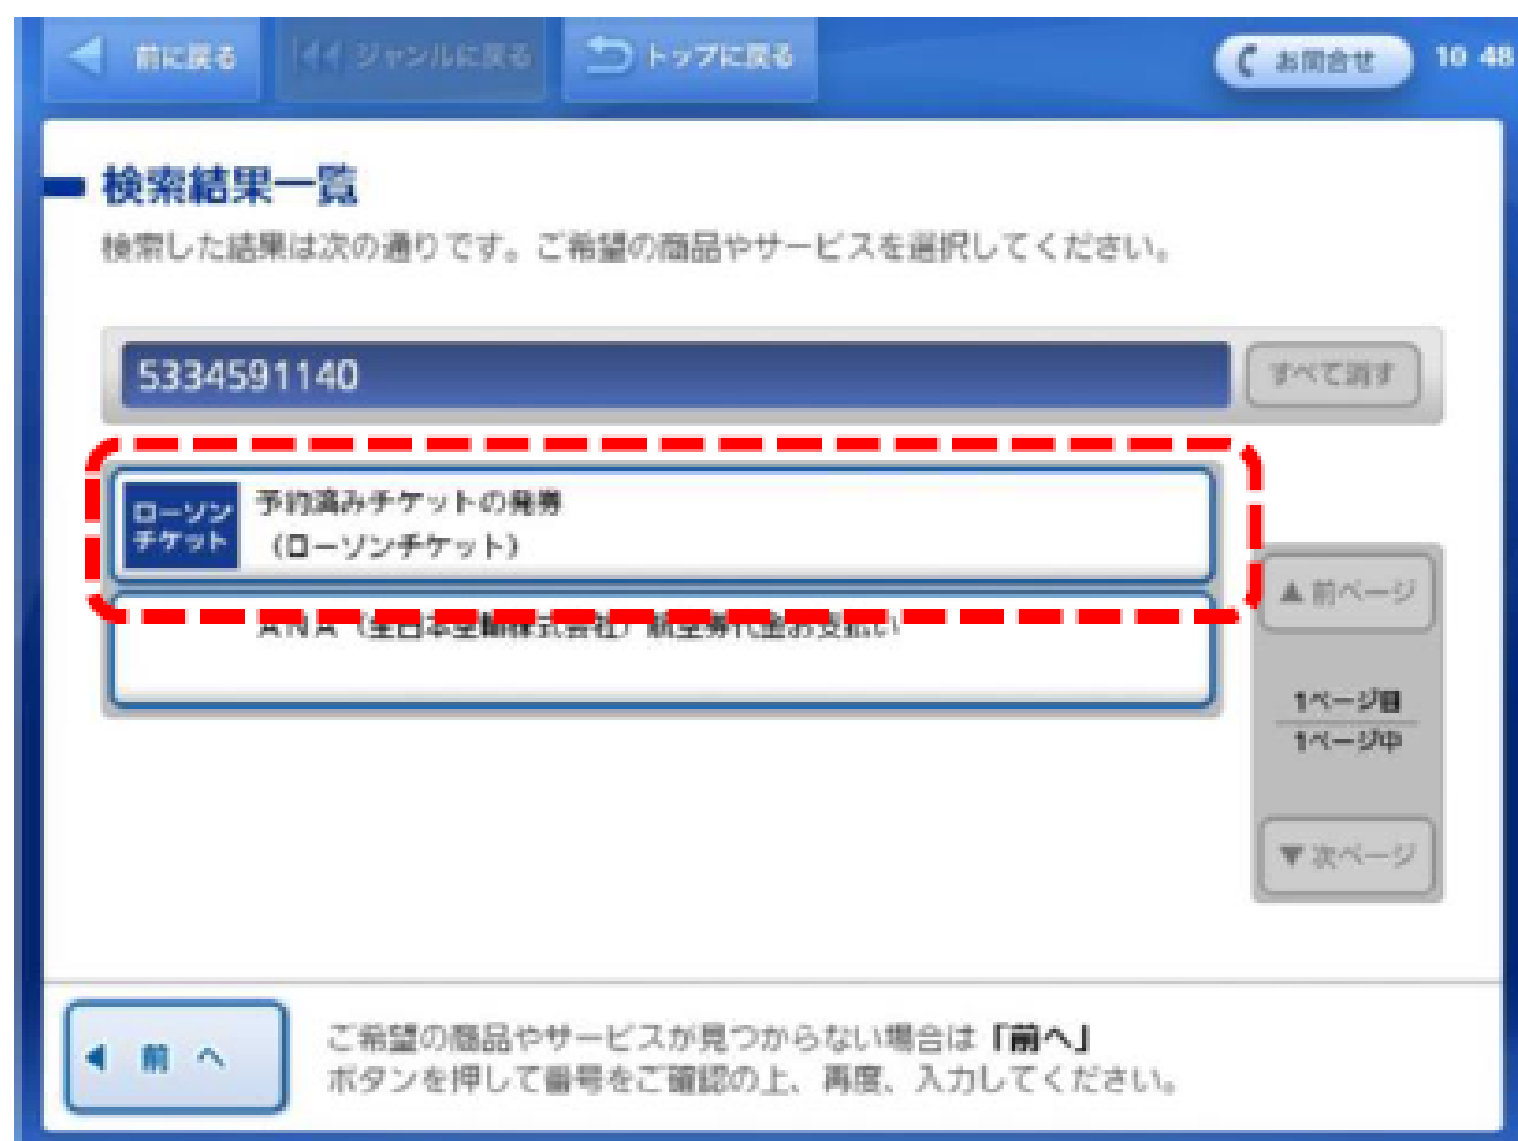 前に戻る
ジャンルに戻る
トップに戻る
お問合せ
10 48
検索結果一覧
検索した結果は次の通りです。ご希望の商品やサービスを選択してください。
5334591140
すべて消す
ローソン
チケット
予約済みチケットの発券
（ローソンチケット）
ANA（全日本空輸株式会社）航空券代金お支払い
▲前ページ
1ページ目
1ページ中
▼次ページ
前へ
ご希望の商品やサービスが見つからない場合は「前へ」
ボタンを押して番号をご確認の上、再度、入力してください。